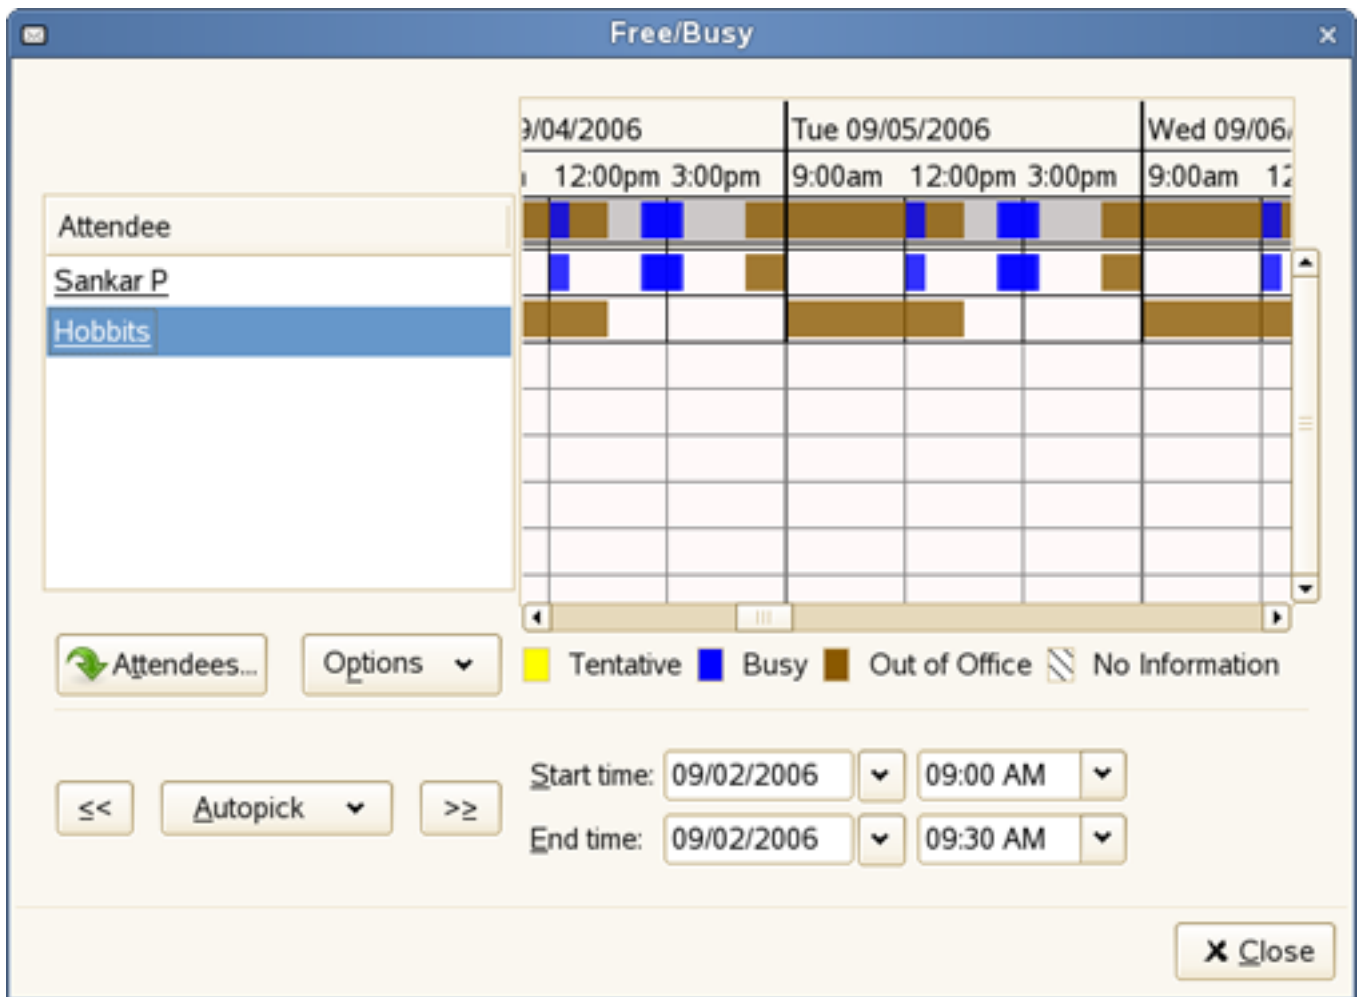 Free/Busy
9/04/2006 Tue 09/05/2006 Wed 09/06/
12:00pm 3:00pm 9:00am 12:00pm 3:00pm 9:00am 12
Attendee
Sankar P
Hobbits
Attendees... Options Tentative Busy Out of Office No Information
Start time: 09/02/2006 09:00 AM
<< Autopick >>
End time: 09/02/2006 09:30 AM
Close